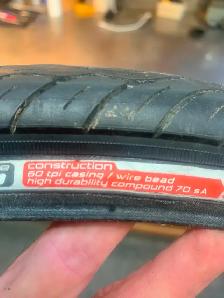 construction
60 tpi casing / wire bead
high durability compound 70 sA